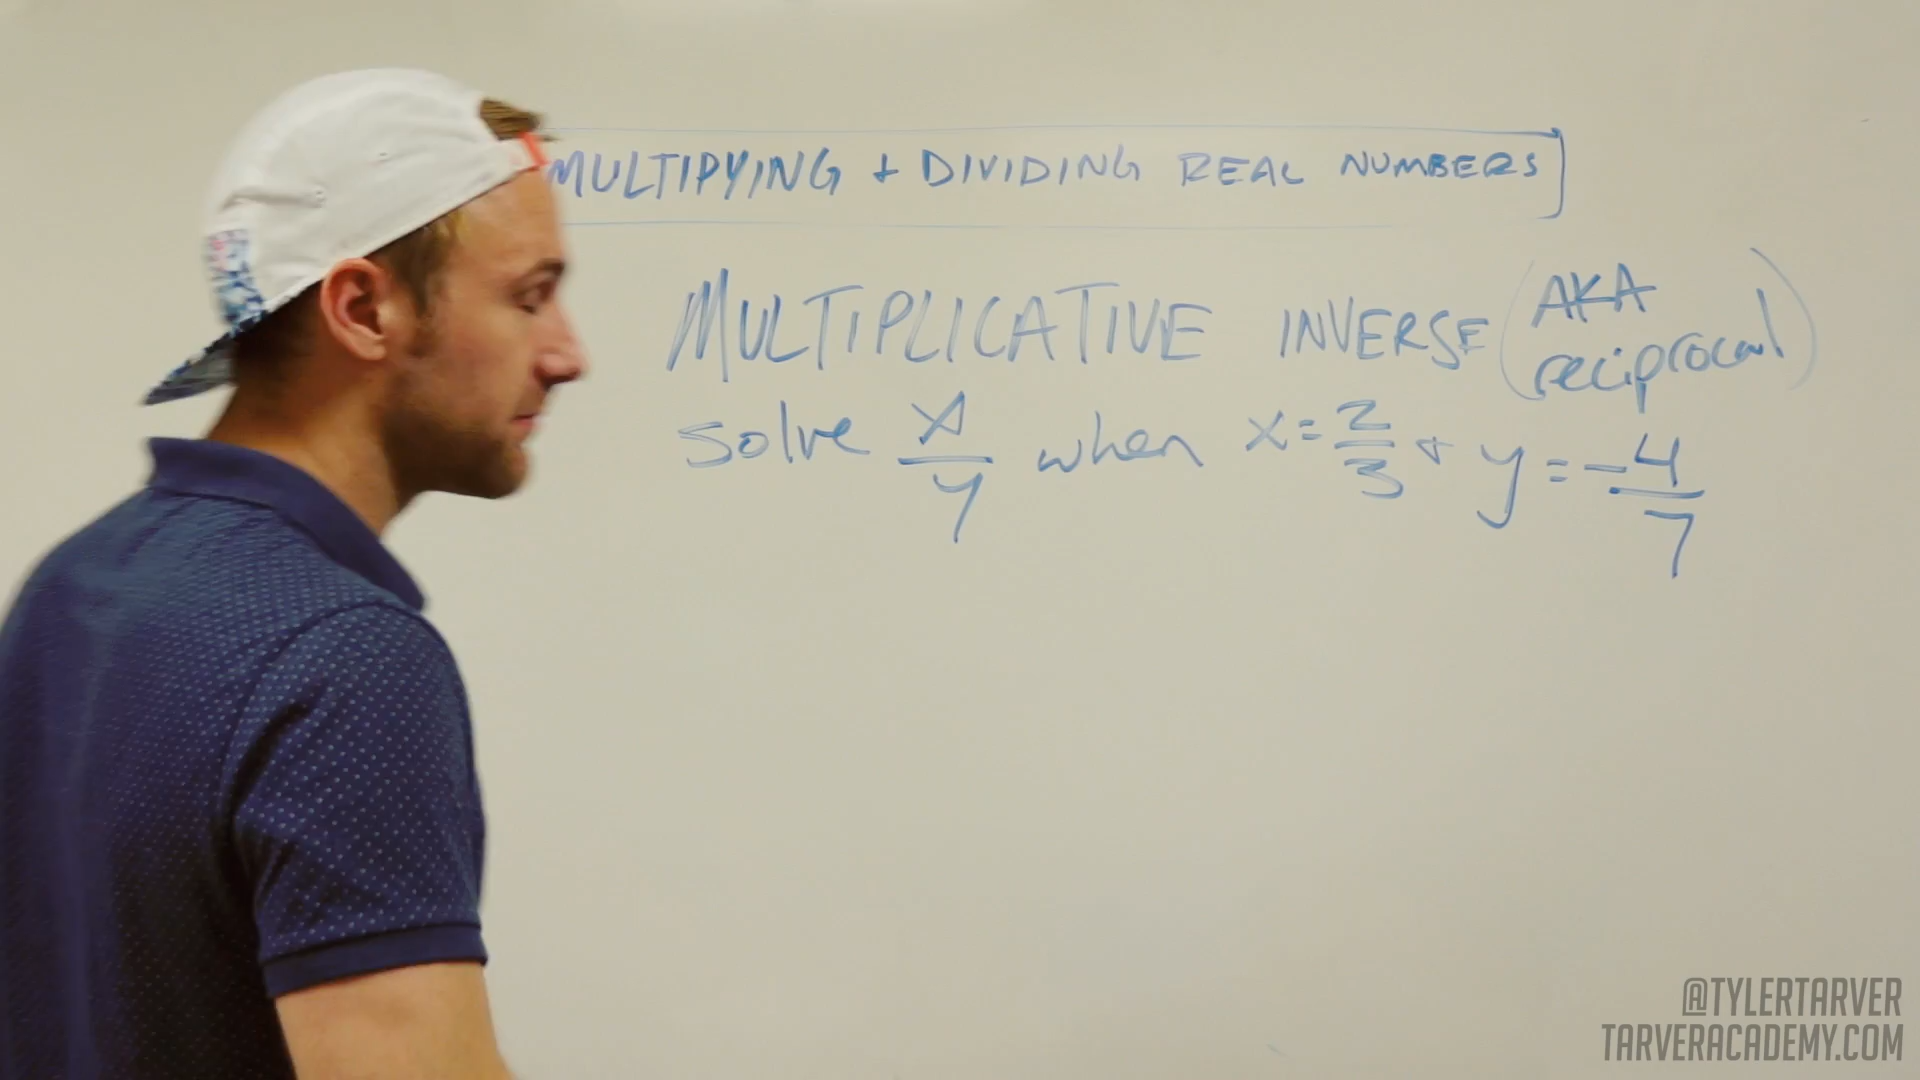 MULTIPYING + DIVIDING REAL NUMBERS
MULTIPLICATIVE INVERSE (AKA reciprocal)
solve x/y when x = 2/3 + y = -4/7
@TYLERTARVER
TARVERACADEMY.COM